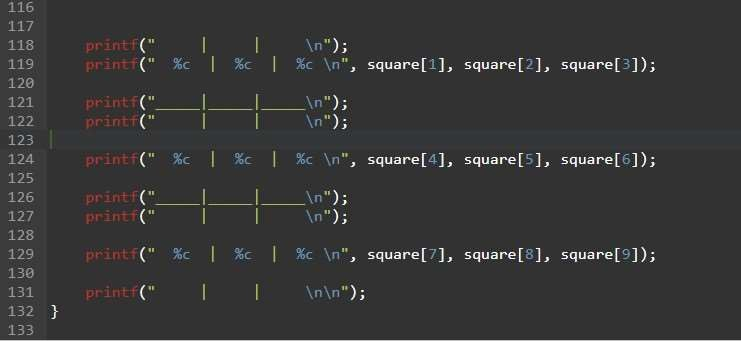 116
117
118     printf("     |     |     \n");
119     printf("  %c  |  %c  |  %c \n", square[1], square[2], square[3]);
120
121     printf("_____|_____|_____\n");
122     printf("     |     |     \n");
123
124     printf("  %c  |  %c  |  %c \n", square[4], square[5], square[6]);
125
126     printf("_____|_____|_____\n");
127     printf("     |     |     \n");
128
129     printf("  %c  |  %c  |  %c \n", square[7], square[8], square[9]);
130
131     printf("     |     |     \n\n");
132 }
133